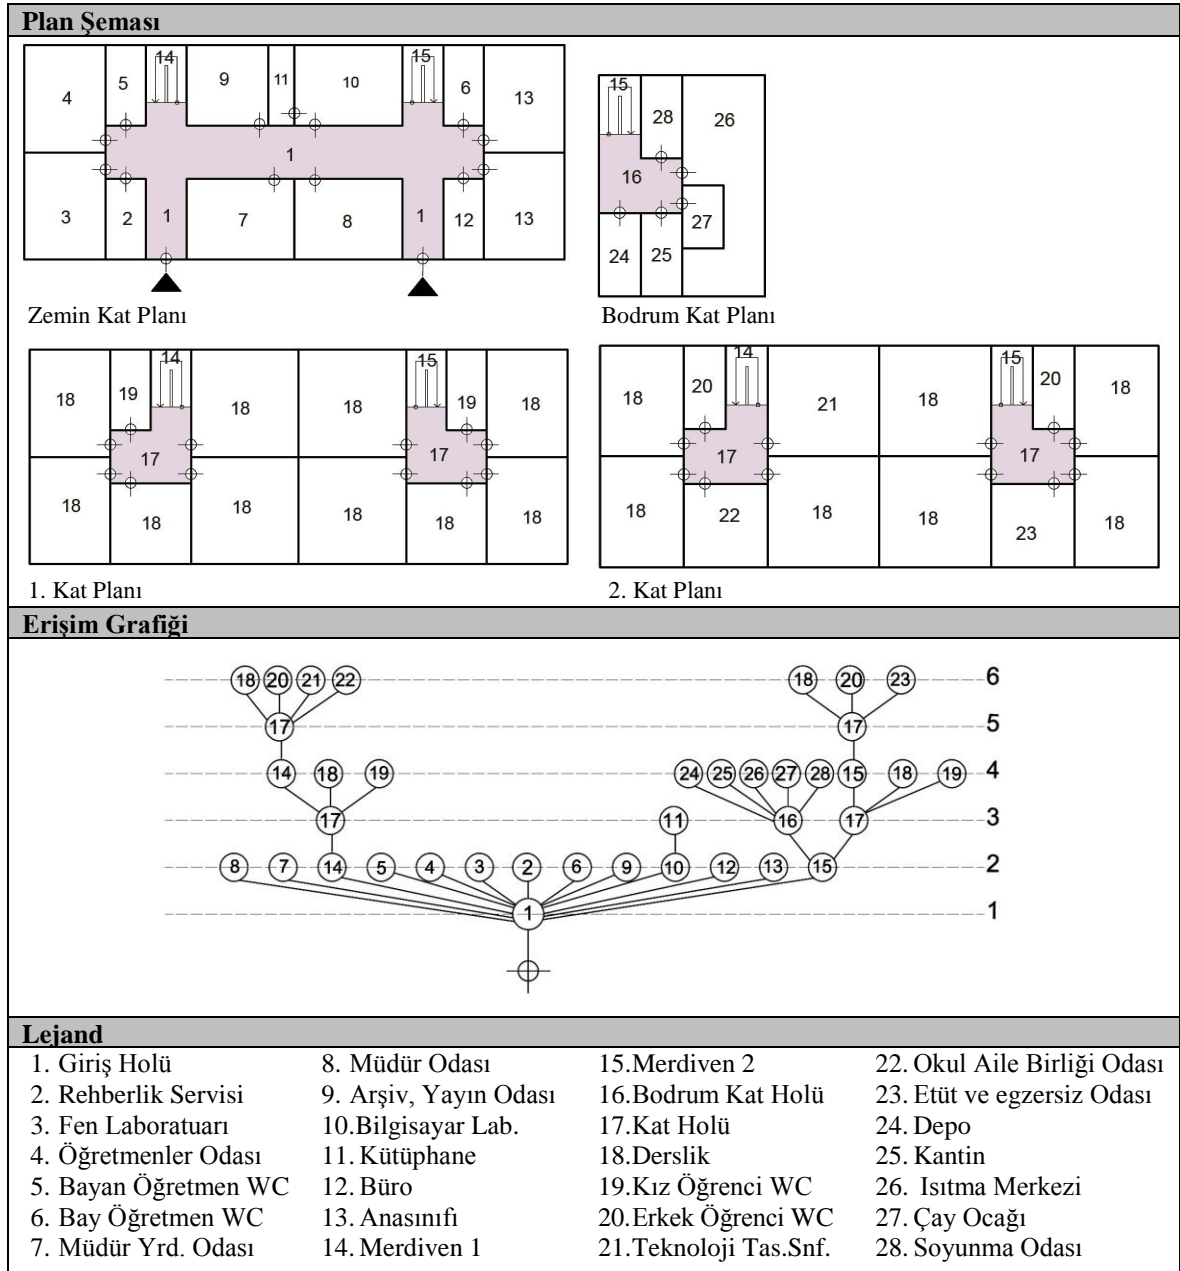 Plan Şeması
14 15
5 9 11 10 6
4 13
1
3 2 1 7 8 1 12 13
Zemin Kat Planı
15
28 26
16
27
24 25
Bodrum Kat Planı
14 15
18 19 18 18 19 18
17 17
18 18 18 18 18 18
1. Kat Planı
14 15
18 20 21 18 20 18
17 17
18 22 18 18 23 18
2. Kat Planı
Erişim Grafiği
18 20 21 22 18 20 23 6
17 17 5
14 18 19 24 25 26 27 28 15 18 19 4
17 11 16 17 3
8 7 14 5 4 3 2 6 9 10 12 13 15 2
1 1
Lejand
1. Giriş Holü
2. Rehberlik Servisi
3. Fen Laboratuarı
4. Öğretmenler Odası
5. Bayan Öğretmen WC
6. Bay Öğretmen WC
7. Müdür Yrd. Odası
8. Müdür Odası
9. Arşiv, Yayın Odası
10.Bilgisayar Lab.
11. Kütüphane
12. Büro
13. Anasınıfı
14. Merdiven 1
15.Merdiven 2
16.Bodrum Kat Holü
17.Kat Holü
18.Derslik
19.Kız Öğrenci WC
20.Erkek Öğrenci WC
21.Teknoloji Tas.Snf.
22. Okul Aile Birliği Odası
23. Etüt ve egzersiz Odası
24. Depo
25. Kantin
26. Isıtma Merkezi
27. Çay Ocağı
28. Soyunma Odası